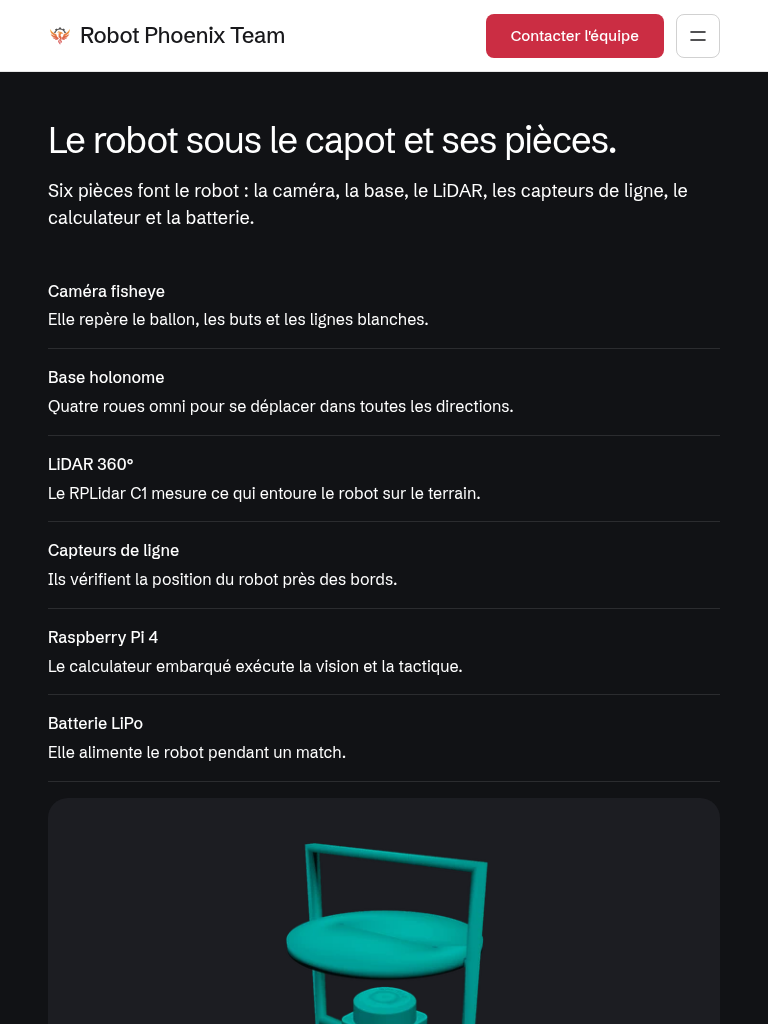 Robot Phoenix Team
Contacter l'équipe
Le robot sous le capot et ses pièces.
Six pièces font le robot : la caméra, la base, le LiDAR, les capteurs de ligne, le
calculateur et la batterie.
Caméra fisheye
Elle repère le ballon, les buts et les lignes blanches.
Base holonome
Quatre roues omni pour se déplacer dans toutes les directions.
LiDAR 360°
Le RPLidar C1 mesure ce qui entoure le robot sur le terrain.
Capteurs de ligne
Ils vérifient la position du robot près des bords.
Raspberry Pi 4
Le calculateur embarqué exécute la vision et la tactique.
Batterie LiPo
Elle alimente le robot pendant un match.